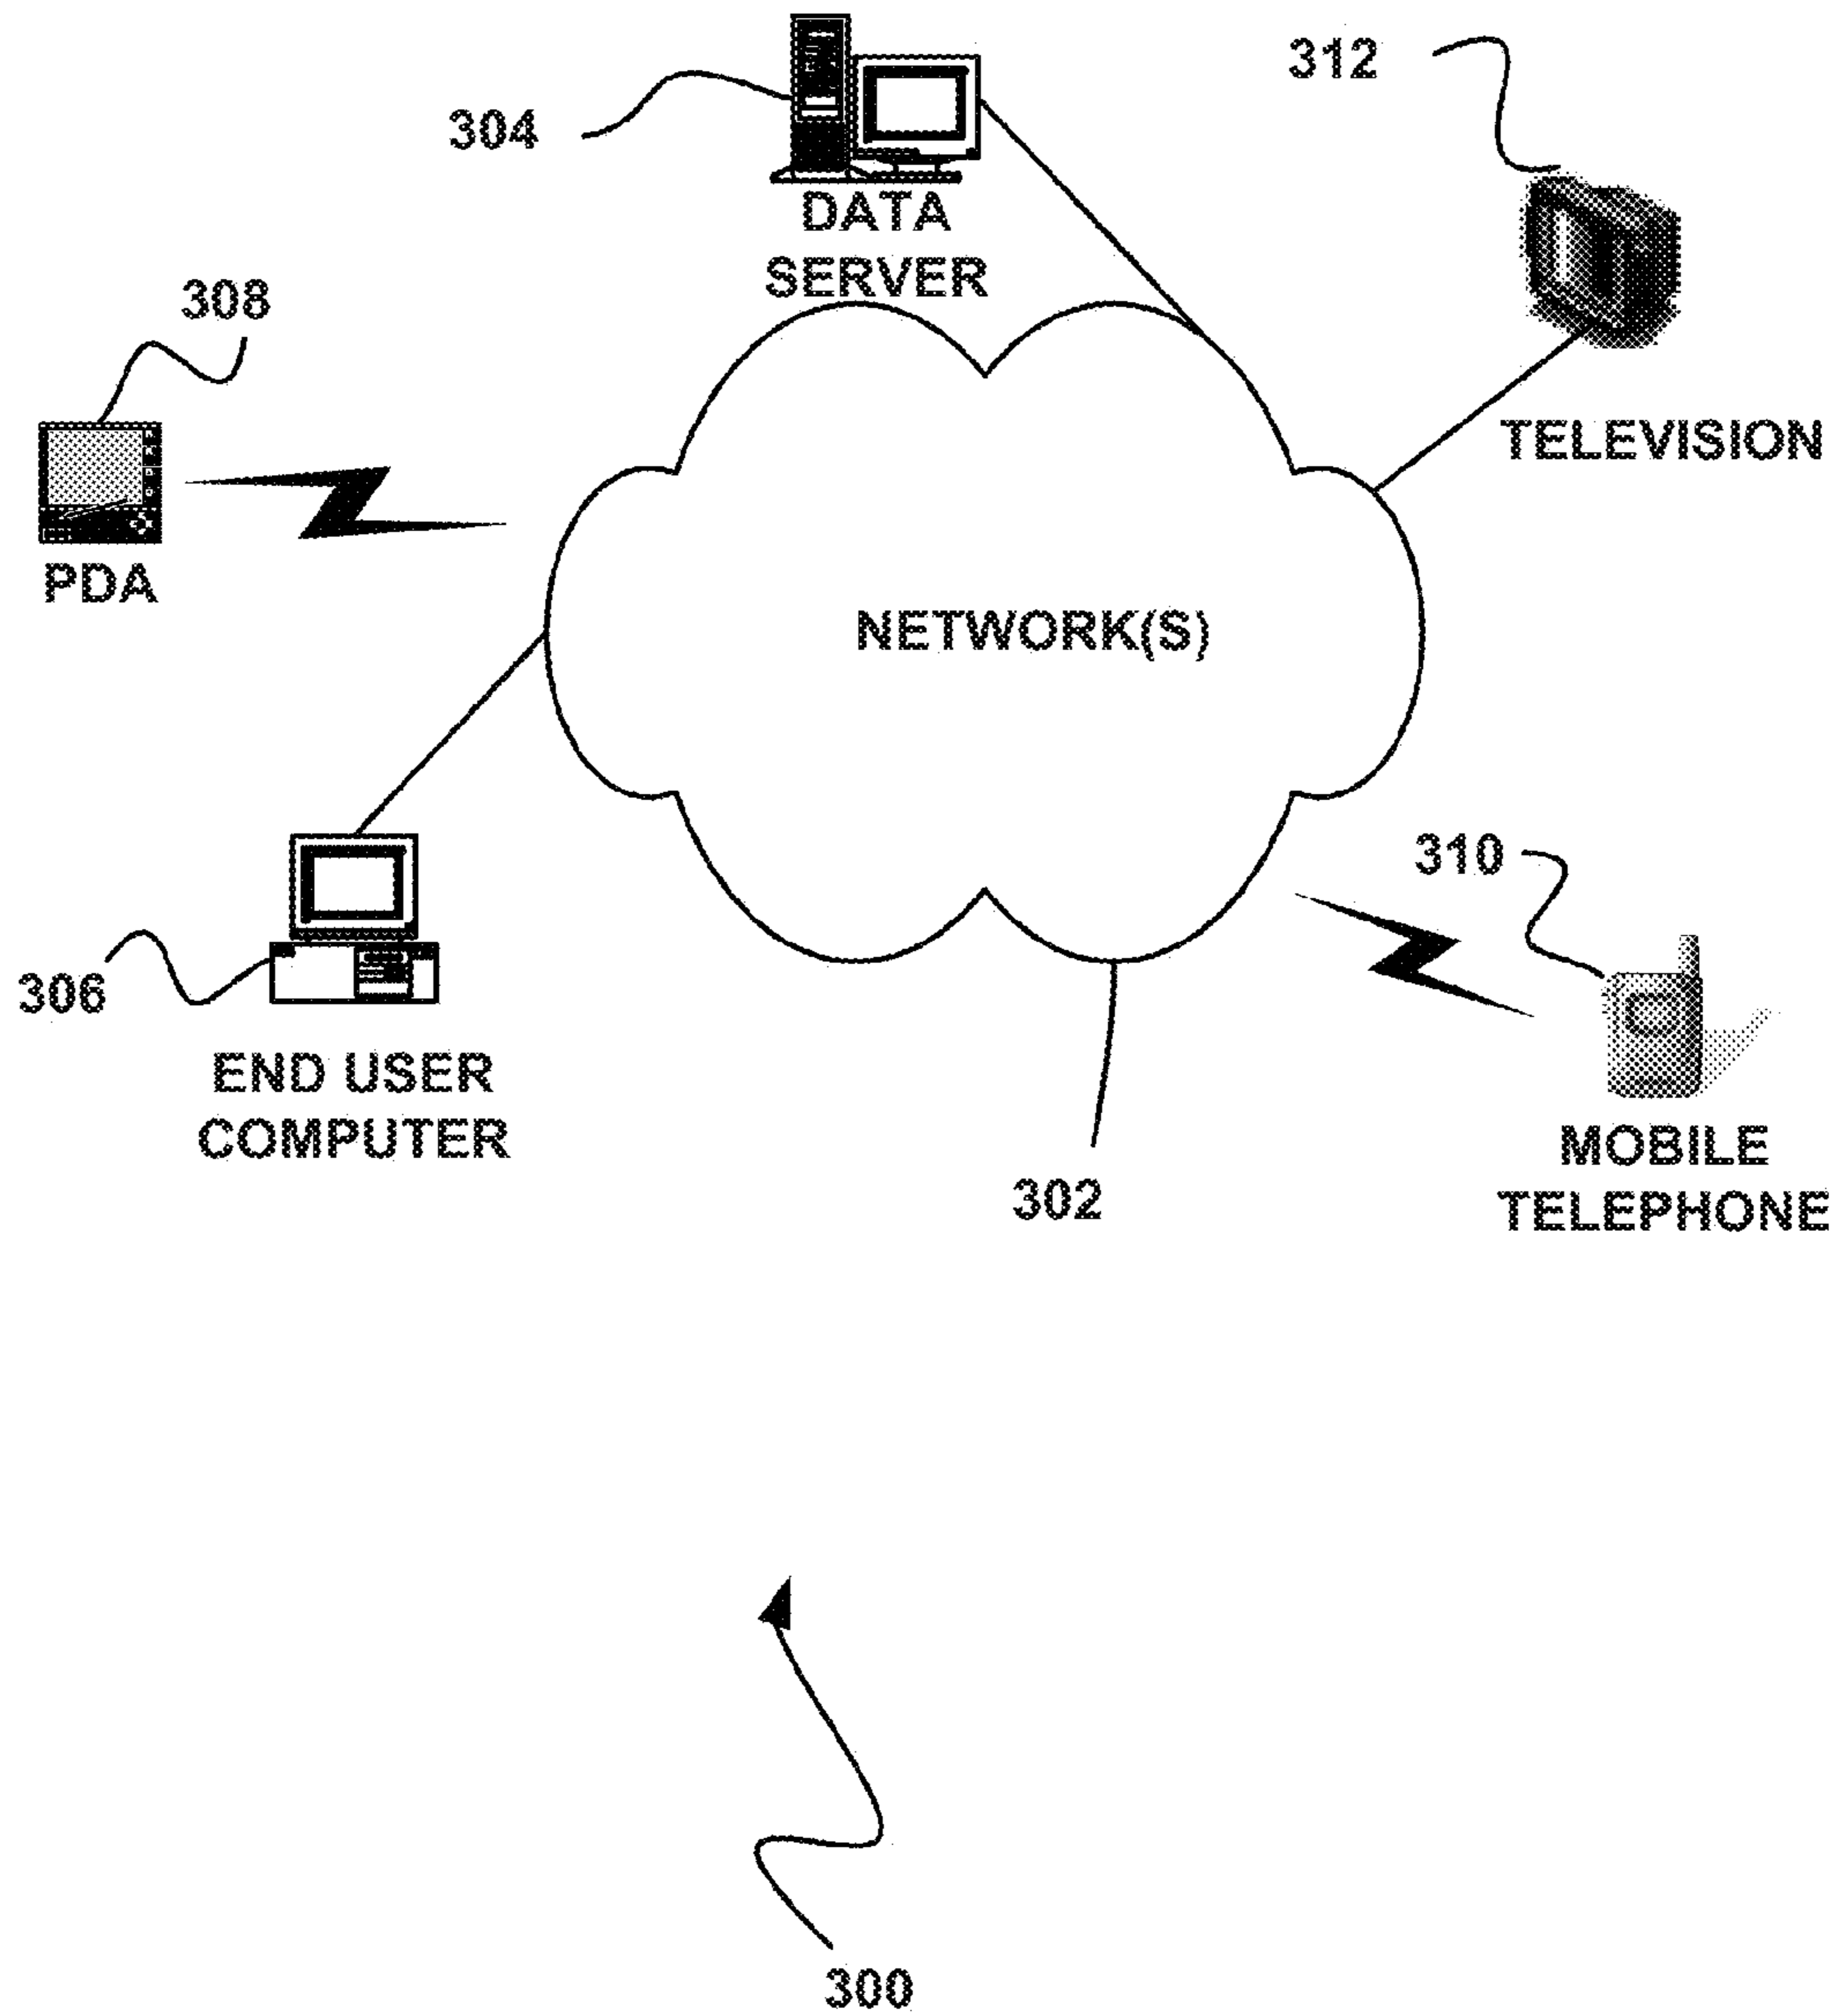 312
304
DATA
SERVER
308
TELEVISION
PDA
NETWORK(S)
310
306
END USER
COMPUTER
MOBILE
TELEPHONE
302
300